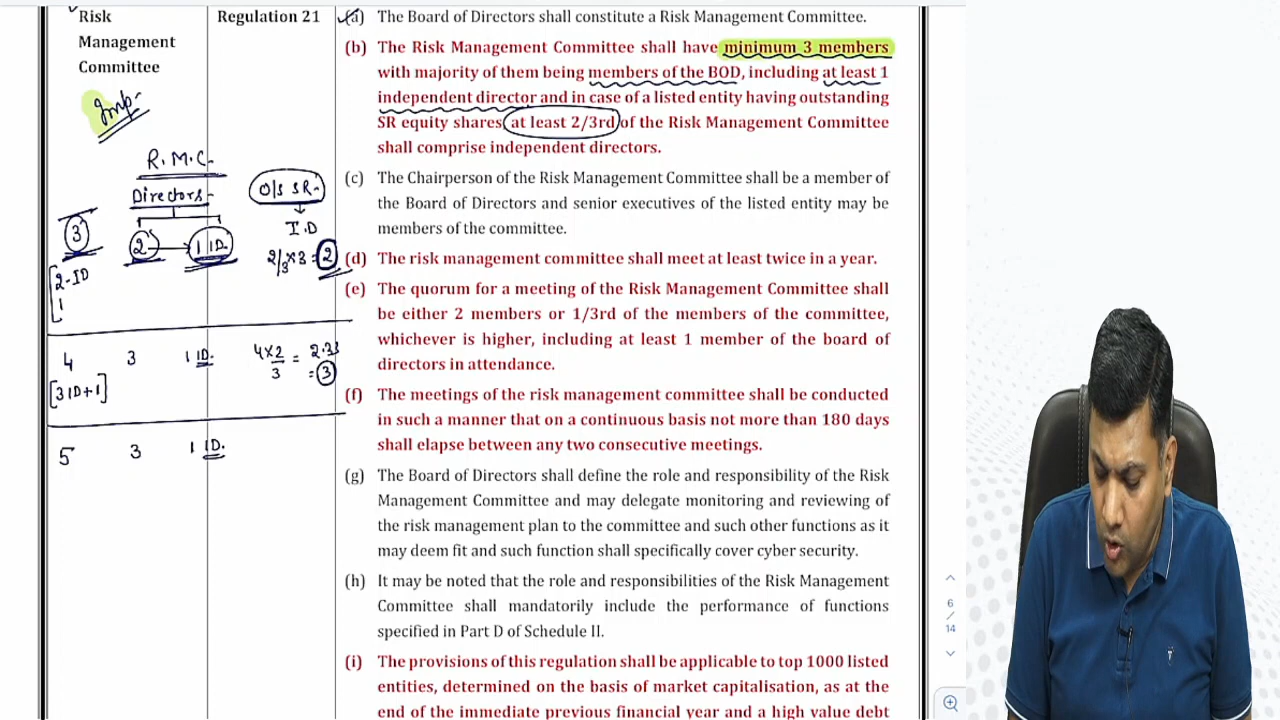 Risk
Management
Committee
Regulation 21
(a) The Board of Directors shall constitute a Risk Management Committee.
(b) The Risk Management Committee shall have minimum 3 members
with majority of them being members of the BOD, including at least 1
independent director and in case of a listed entity having outstanding
SR equity shares at least 2/3rd of the Risk Management Committee
shall comprise independent directors.
(c) The Chairperson of the Risk Management Committee shall be a member of
the Board of Directors and senior executives of the listed entity may be
members of the committee.
(d) The risk management committee shall meet at least twice in a year.
(e) The quorum for a meeting of the Risk Management Committee shall
be either 2 members or 1/3rd of the members of the committee,
whichever is higher, including at least 1 member of the board of
directors in attendance.
(f) The meetings of the risk management committee shall be conducted
in such a manner that on a continuous basis not more than 180 days
shall elapse between any two consecutive meetings.
(g) The Board of Directors shall define the role and responsibility of the Risk
Management Committee and may delegate monitoring and reviewing of
the risk management plan to the committee and such other functions as it
may deem fit and such function shall specifically cover cyber security.
(h) It may be noted that the role and responsibilities of the Risk Management
Committee shall mandatorily include the performance of functions
specified in Part D of Schedule II.
(i) The provisions of this regulation shall be applicable to top 1000 listed
entities, determined on the basis of market capitalisation, as at the
end of the immediate previous financial year and a high value debt
Imp.
R.M.C.
Directors
O/S SR.
I.D
3 2 1 ID. 2/3×3 = 2
2-ID
1
4 3 1 ID. 4×2/3 = 2.33
= 3
[3 ID+1]
5 3 1 ID.
6
/
14